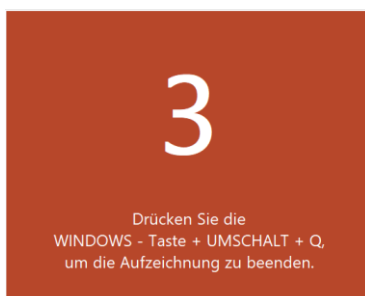 3
Drücken Sie die
WINDOWS - Taste + UMSCHALT + Q,
um die Aufzeichnung zu beenden.